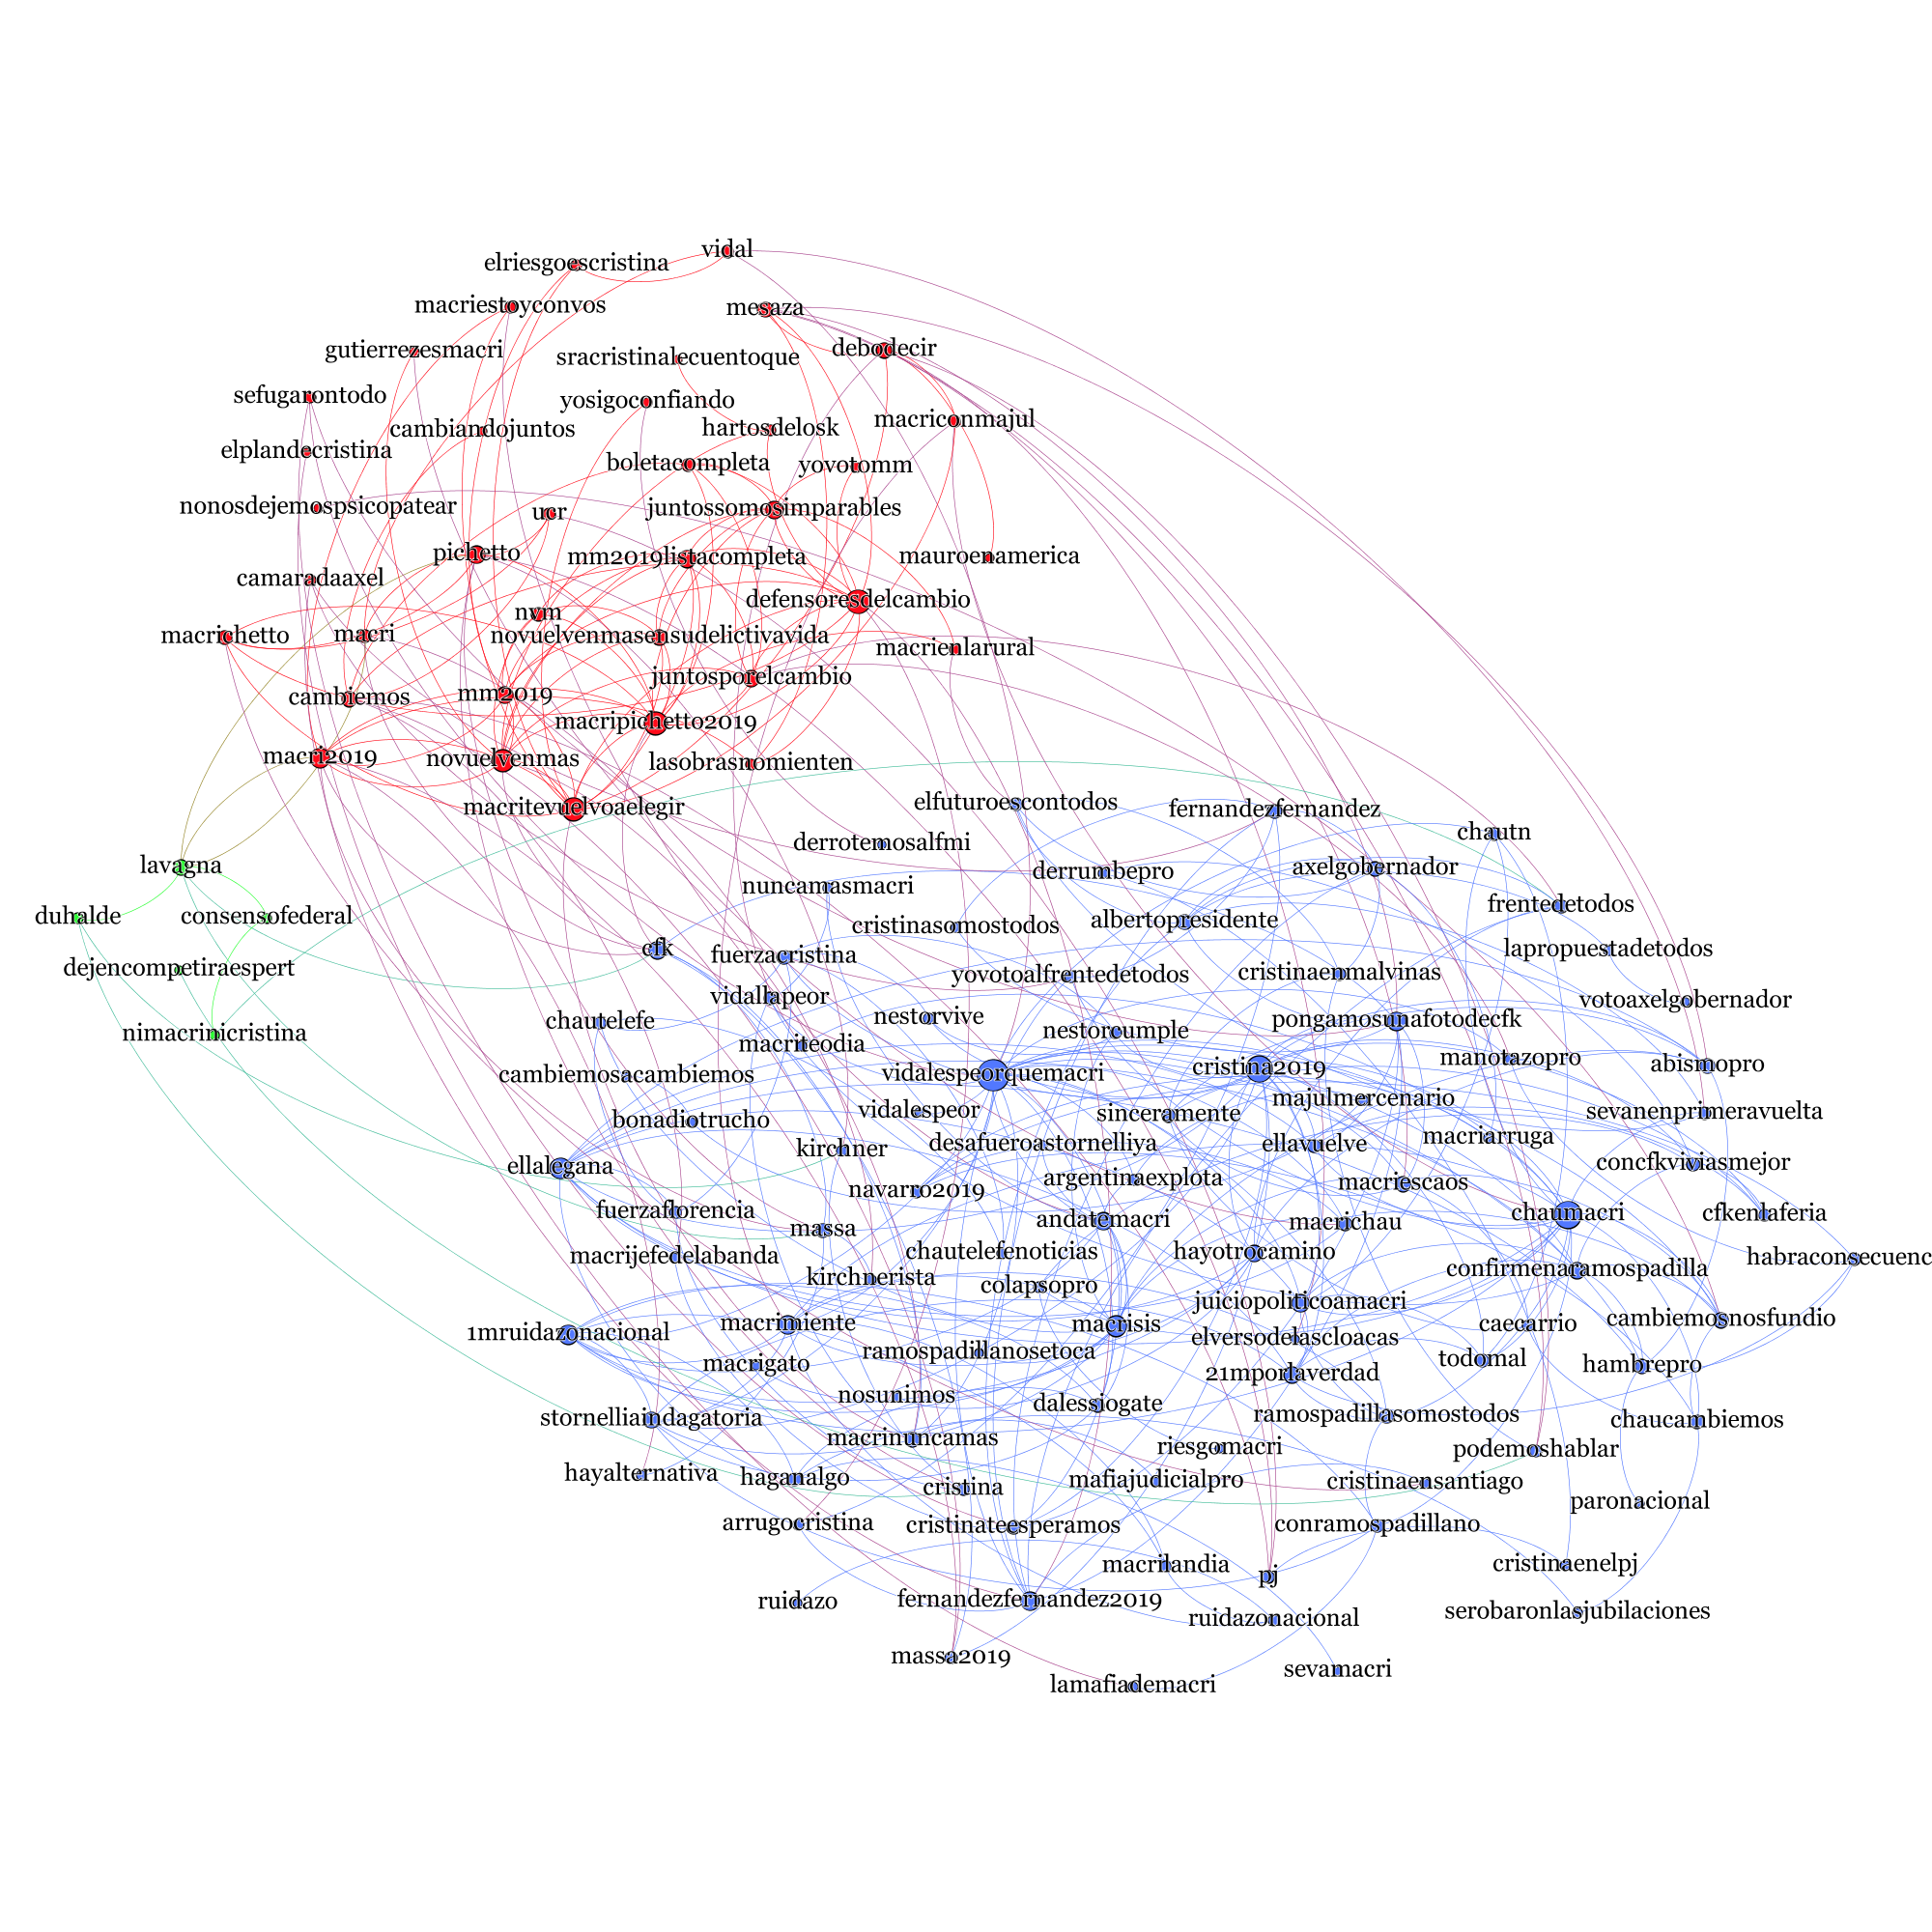 vidal
elriesgoescristina
macriestoyconvos
mesaza
gutierrezesmacri
sracristinalecuentoque
debodecir
sefugarontodo
yosigoconfiando
cambiandojuntos
hartosdelosk
macriconmajul
elplandecristina
boletacompleta
yovotomm
nonosdejemospsicopatear
ucr
juntossomosimparables
pichetto
mm2019listacompleta
mauroenamerica
camaradaaxel
defensoresdelcambio
nvm
macrichetto
macri
novuelvenmasensudelictivavida
macrienlarural
juntosporelcambio
cambiemos
mm2019
macripichetto2019
macri2019
novuelvenmas
lasobrasnomienten
macritevuelvoaelegir
elfuturoescontodos
fernandezfernandez
chautn
derrotemosalfmi
lavagna
nuncamasmacri
derrumbepro
axelgobernador
duhalde
consensofederal
cristinasomostodos
albertopresidente
frentedetodos
cfk
fuerzacristina
lapropuestadetodos
dejencompetiraespert
yovotoalfrentedetodos
cristinaenmalvinas
vidallapeor
votoaxelgobernador
nimacrinicristina
chautelefe
nestorvive
nestorcumple
pongamosunafotodecfk
macriteodia
manotazopro
abismopro
cambiemosacambiemos
vidalespeorquemacri
cristina2019
majulmercenario
bonadiotrucho
vidalespeor
sinceramente
sevanenprimeravuelta
kirchner
desafueroastornelliya
ellavuelve
macriarruga
ellalegana
argentinaexplota
macriescaos
concfkviviasmejor
navarro2019
fuerzaflorencia
massa
andatemacri
macrichau
chaumacri
cfkenlaferia
macrijefedelabanda
chautelefenoticias
hayotrocamino
habraconsecuenc
kirchnerista
colapsopro
confirmenaramospadilla
juiciopoliticoamacri
1mruidazonacional
macrimiente
macrisis
elversodelascloacas
caecarrio
cambiemosnosfundio
macrigato
ramospadillanosetoca
21mporlaverdad
todomal
hambrepro
nosunimos
dalessiogate
stornelliaindagatoria
ramospadillasomostodos
chaucambiemos
macrinuncamas
riesgomacri
podemoshablar
hayalternativa
haganalgo
cristina
mafiajudicialpro
cristinaensantiago
paronacional
arrugocristina
cristinateesperamos
conramospadillano
macrilandia
pj
cristinaenelpj
ruidazo
fernandezfernandez2019
ruidazonacional
serobaronlasjubilaciones
massa2019
lamafiademacri
sevamacri